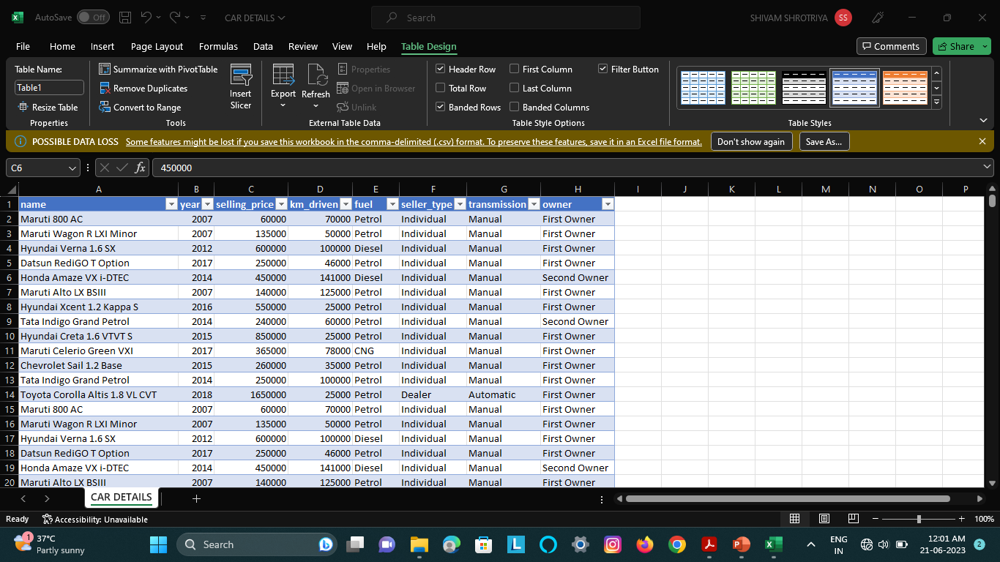 AutoSave Off CAR DETAILS Search SHIVAM SHROTRIYA SS
File Home Insert Page Layout Formulas Data Review View Help Table Design Comments Share
Table Name: Summarize with PivotTable Properties Header Row First Column Filter Button
Table1 Remove Duplicates Insert Slicer Export Refresh Open in Browser Total Row Last Column
Resize Table Convert to Range Unlink Banded Rows Banded Columns
Properties Tools External Table Data Table Style Options Table Styles
POSSIBLE DATA LOSS Some features might be lost if you save this workbook in the comma-delimited (.csv) format. To preserve these features, save it in an Excel file format. Don't show again Save As...
C6 fx 450000
A B C D E F G H I J K L M N O P
1 name year selling_price km_driven fuel seller_type transmission owner
2 Maruti 800 AC 2007 60000 70000 Petrol Individual Manual First Owner
3 Maruti Wagon R LXI Minor 2007 135000 50000 Petrol Individual Manual First Owner
4 Hyundai Verna 1.6 SX 2012 600000 100000 Diesel Individual Manual First Owner
5 Datsun RediGO T Option 2017 250000 46000 Petrol Individual Manual First Owner
6 Honda Amaze VX i-DTEC 2014 450000 141000 Diesel Individual Manual Second Owner
7 Maruti Alto LX BSIII 2007 140000 125000 Petrol Individual Manual First Owner
8 Hyundai Xcent 1.2 Kappa S 2016 550000 25000 Petrol Individual Manual First Owner
9 Tata Indigo Grand Petrol 2014 240000 60000 Petrol Individual Manual Second Owner
10 Hyundai Creta 1.6 VTVT S 2015 850000 25000 Petrol Individual Manual First Owner
11 Maruti Celerio Green VXI 2017 365000 78000 CNG Individual Manual First Owner
12 Chevrolet Sail 1.2 Base 2015 260000 35000 Petrol Individual Manual First Owner
13 Tata Indigo Grand Petrol 2014 250000 100000 Petrol Individual Manual First Owner
14 Toyota Corolla Altis 1.8 VL CVT 2018 1650000 25000 Petrol Dealer Automatic First Owner
15 Maruti 800 AC 2007 60000 70000 Petrol Individual Manual First Owner
16 Maruti Wagon R LXI Minor 2007 135000 50000 Petrol Individual Manual First Owner
17 Hyundai Verna 1.6 SX 2012 600000 100000 Diesel Individual Manual First Owner
18 Datsun RediGO T Option 2017 250000 46000 Petrol Individual Manual First Owner
19 Honda Amaze VX i-DTEC 2014 450000 141000 Diesel Individual Manual Second Owner
20 Maruti Alto LX BSIII 2007 140000 125000 Petrol Individual Manual First Owner
CAR DETAILS
Ready Accessibility: Unavailable 100%
1 37°C Search ENG 12:01 AM
Partly sunny IN 21-06-2023 2